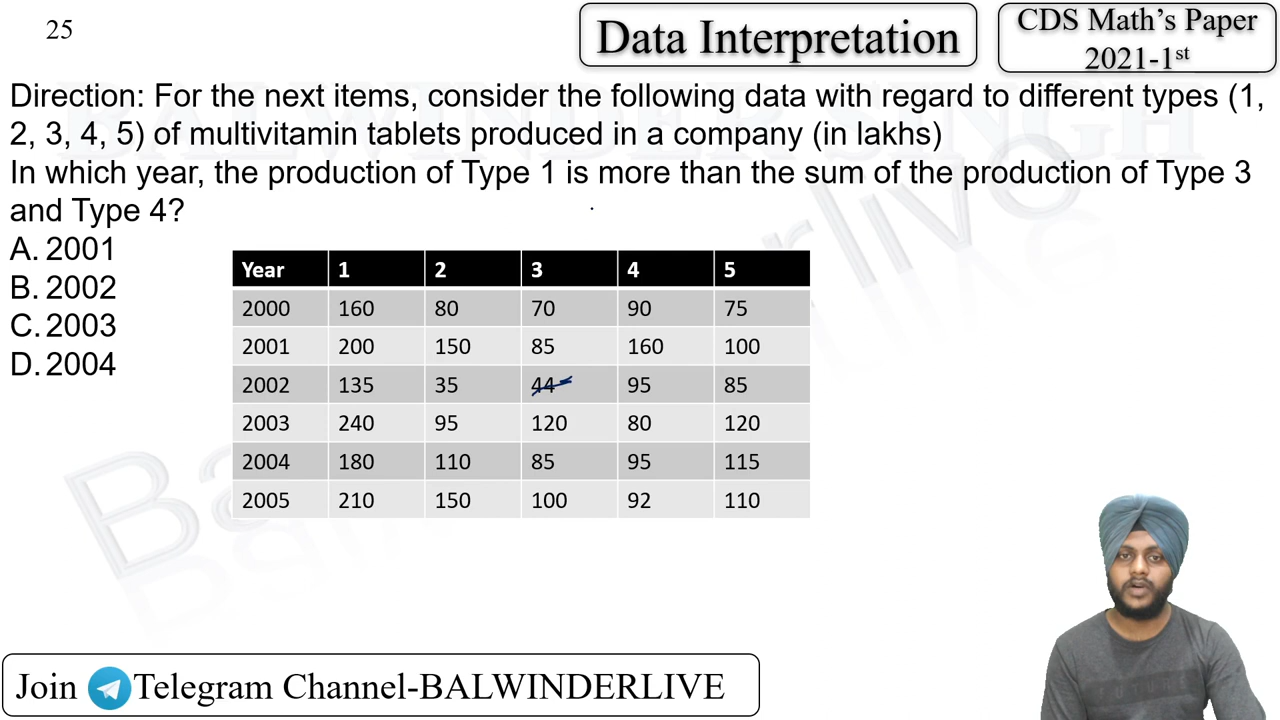 25
Data Interpretation
CDS Math's Paper
2021-1st
Direction: For the next items, consider the following data with regard to different types (1,
2, 3, 4, 5) of multivitamin tablets produced in a company (in lakhs)
In which year, the production of Type 1 is more than the sum of the production of Type 3
and Type 4?
A. 2001
B. 2002
C. 2003
D. 2004
Year 1 2 3 4 5
2000 160 80 70 90 75
2001 200 150 85 160 100
2002 135 35 44 95 85
2003 240 95 120 80 120
2004 180 110 85 95 115
2005 210 150 100 92 110
Join Telegram Channel-BALWINDERLIVE